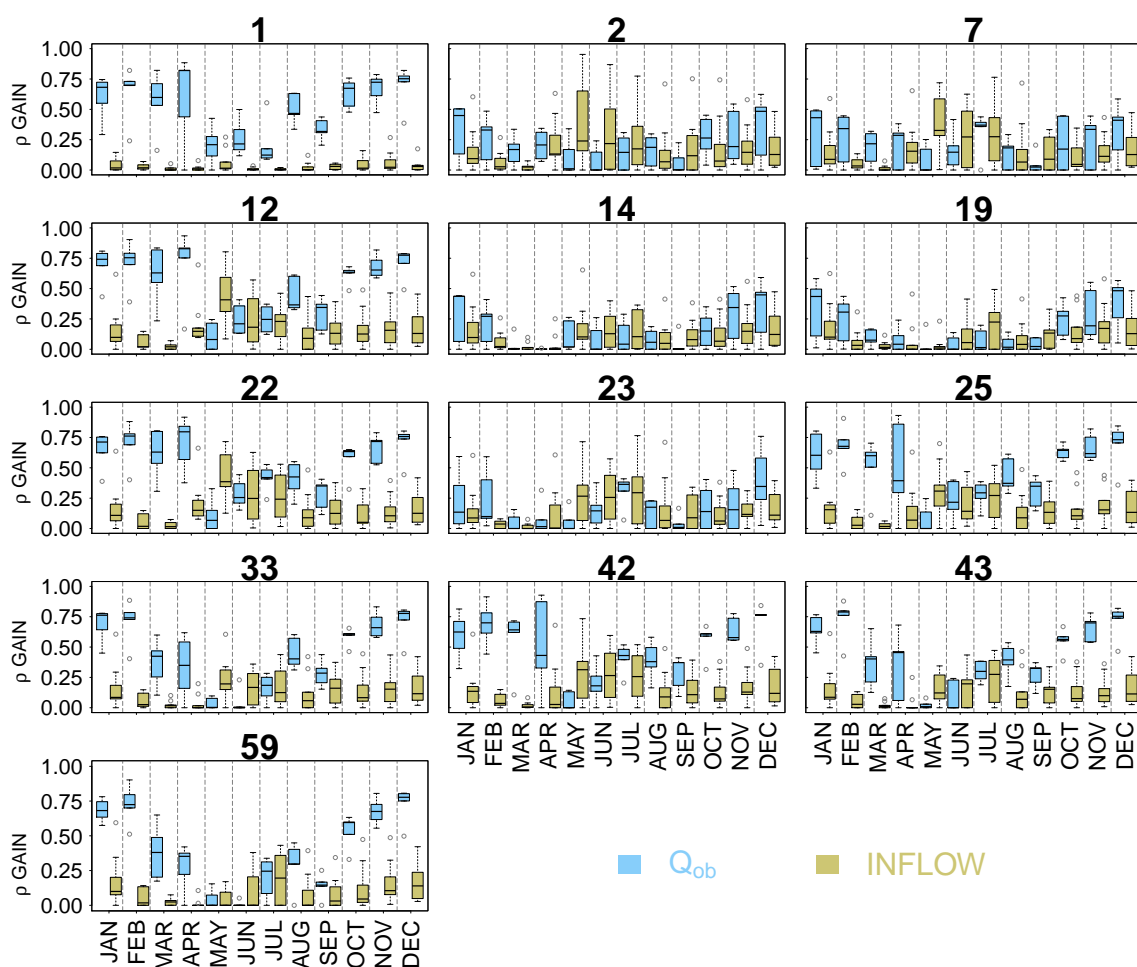 1 2 7
ρ GAIN 1.00 0.75 0.50 0.25 0.00
12 14 19
ρ GAIN 1.00 0.75 0.50 0.25 0.00
22 23 25
ρ GAIN 1.00 0.75 0.50 0.25 0.00
33 42 43
ρ GAIN 1.00 0.75 0.50 0.25 0.00
JAN FEB MAR APR MAY JUN JUL AUG SEP OCT NOV DEC JAN FEB MAR APR MAY JUN JUL AUG SEP OCT NOV DEC
59
ρ GAIN 1.00 0.75 0.50 0.25 0.00
Qob INFLOW
JAN FEB MAR APR MAY JUN JUL AUG SEP OCT NOV DEC